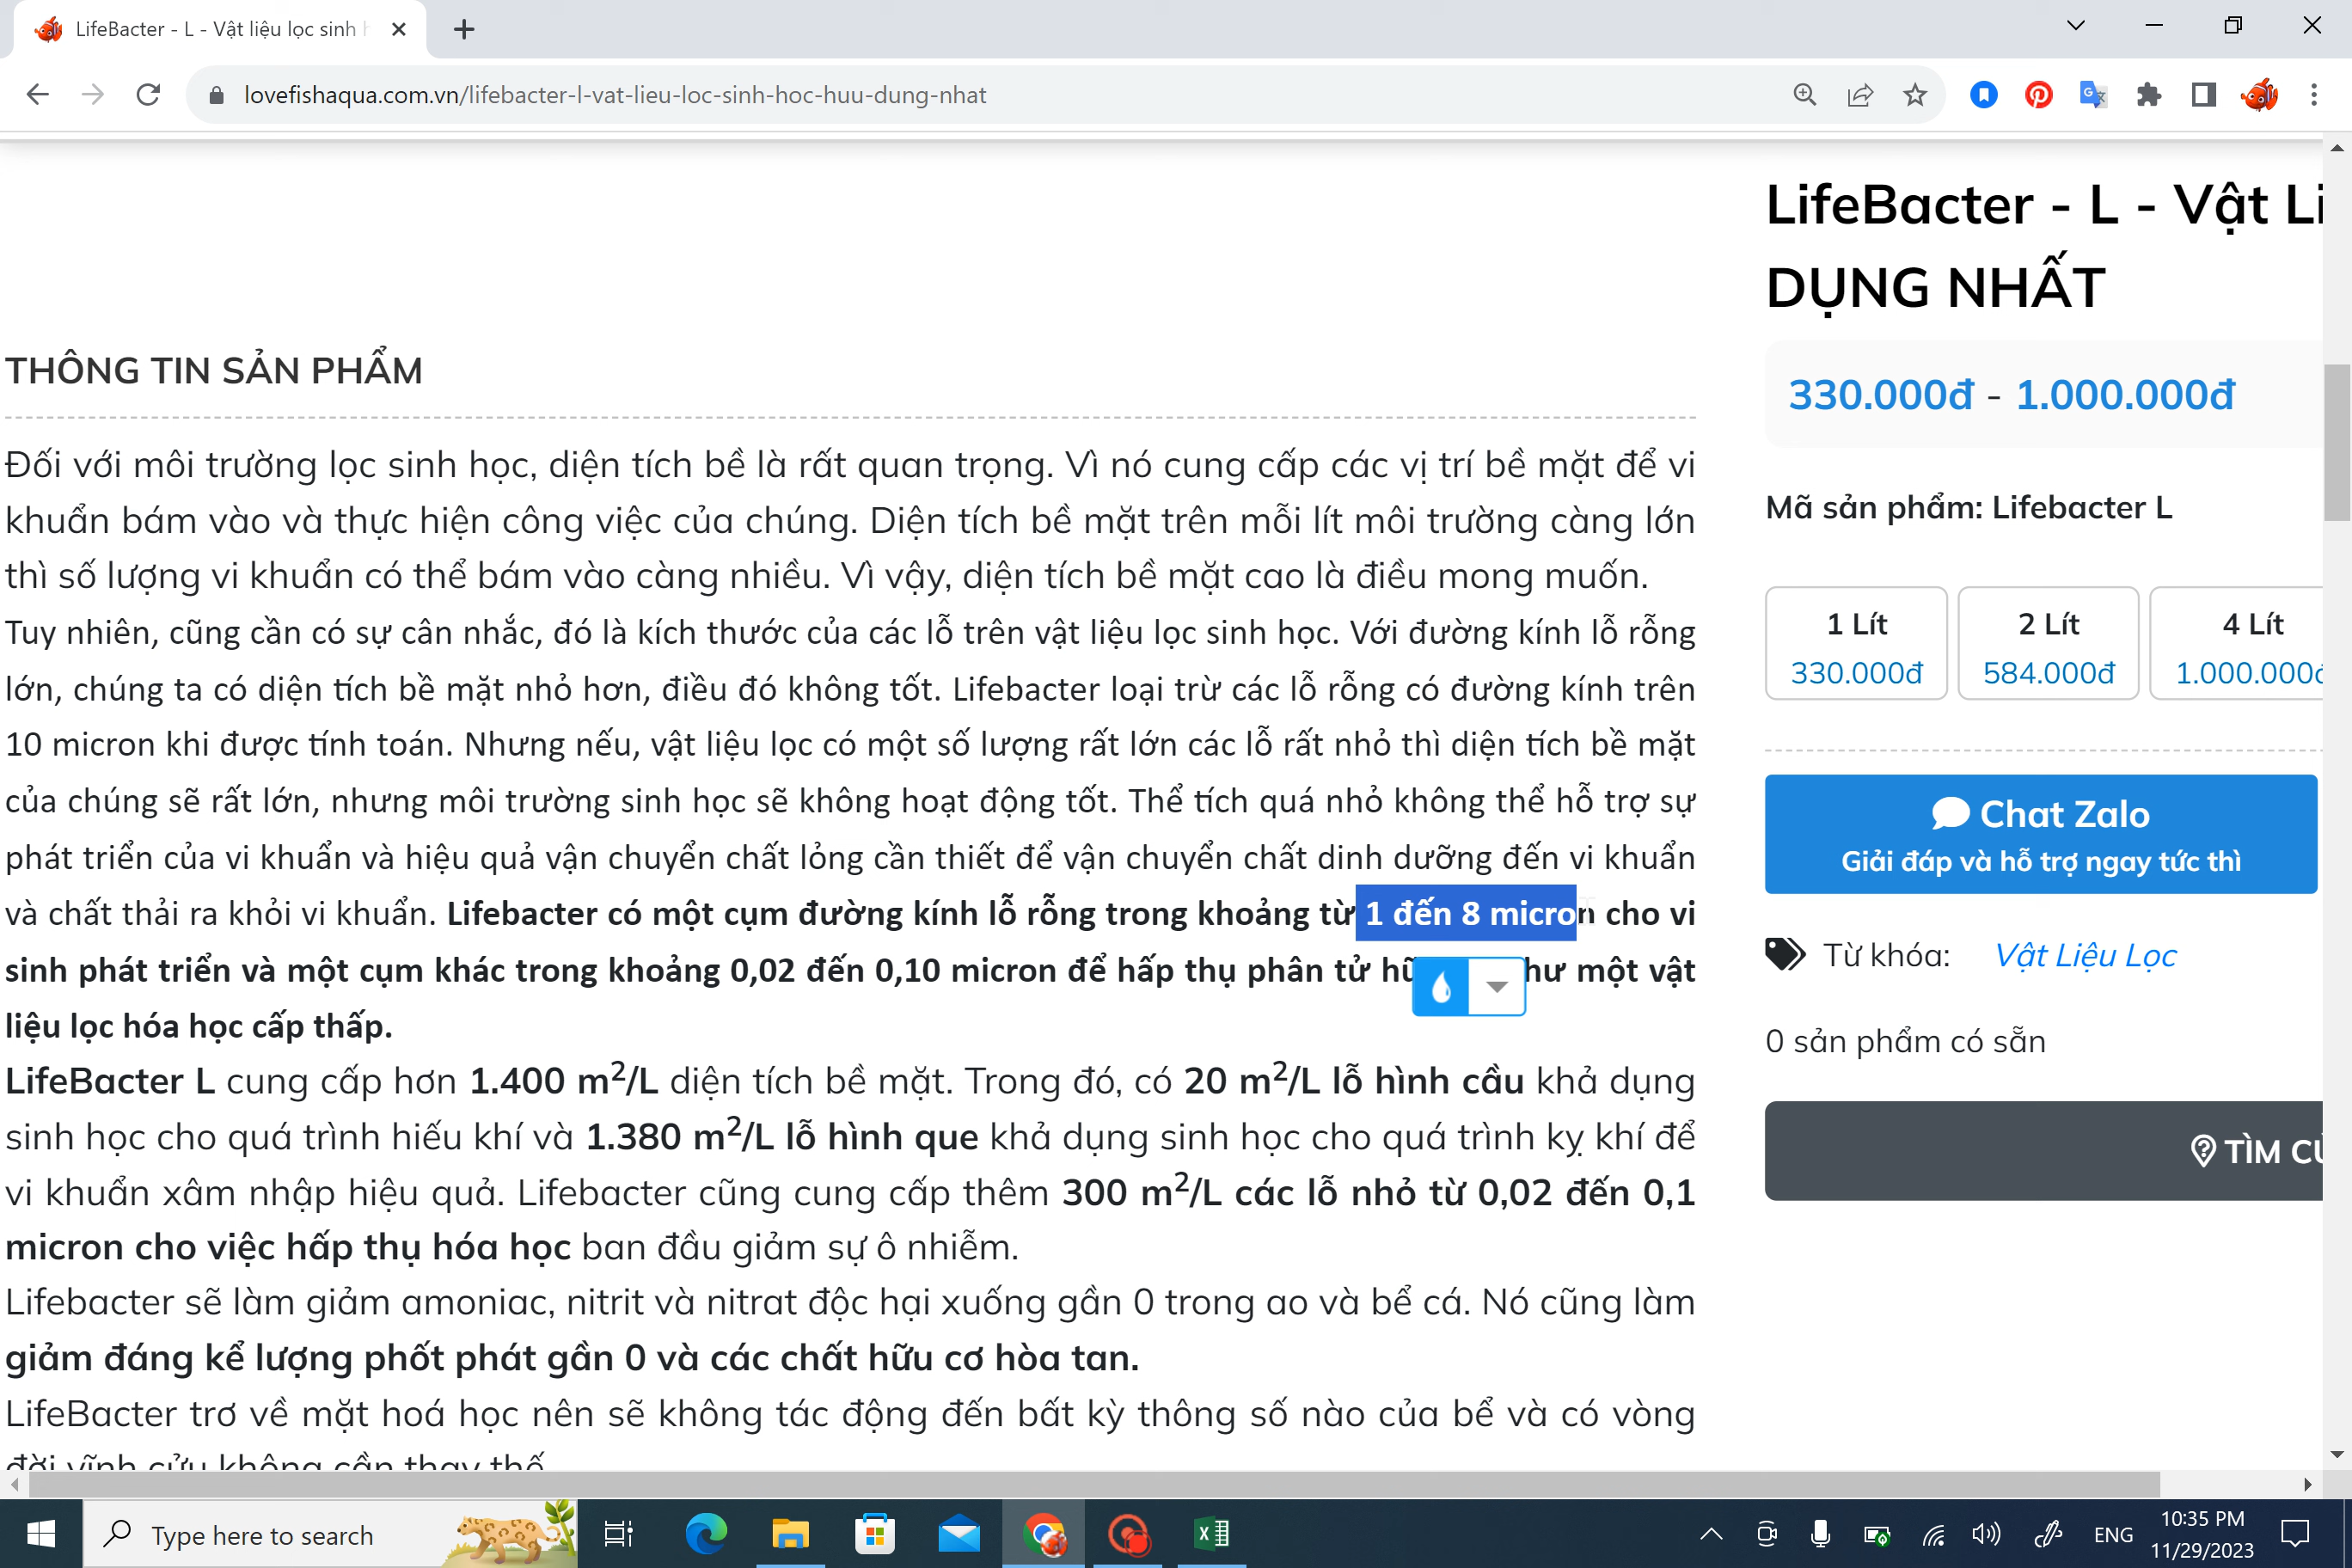 LifeBacter - L - Vật liệu lọc sinh
lovefishaqua.com.vn/lifebacter-l-vat-lieu-loc-sinh-hoc-huu-dung-nhat
THÔNG TIN SẢN PHẨM
Đối với môi trường lọc sinh học, diện tích bề là rất quan trọng. Vì nó cung cấp các vị trí bề mặt để vi
khuẩn bám vào và thực hiện công việc của chúng. Diện tích bề mặt trên mỗi lít môi trường càng lớn
thì số lượng vi khuẩn có thể bám vào càng nhiều. Vì vậy, diện tích bề mặt cao là điều mong muốn.
Tuy nhiên, cũng cần có sự cân nhắc, đó là kích thước của các lỗ trên vật liệu lọc sinh học. Với đường kính lỗ rỗng
lớn, chúng ta có diện tích bề mặt nhỏ hơn, điều đó không tốt. Lifebacter loại trừ các lỗ rỗng có đường kính trên
10 micron khi được tính toán. Nhưng nếu, vật liệu lọc có một số lượng rất lớn các lỗ rất nhỏ thì diện tích bề mặt
của chúng sẽ rất lớn, nhưng môi trường sinh học sẽ không hoạt động tốt. Thể tích quá nhỏ không thể hỗ trợ sự
phát triển của vi khuẩn và hiệu quả vận chuyển chất lỏng cần thiết để vận chuyển chất dinh dưỡng đến vi khuẩn
và chất thải ra khỏi vi khuẩn. Lifebacter có một cụm đường kính lỗ rỗng trong khoảng từ 1 đến 8 micron cho vi
sinh phát triển và một cụm khác trong khoảng 0,02 đến 0,10 micron để hấp thụ phân tử một vật
liệu lọc hóa học cấp thấp.
LifeBacter L cung cấp hơn 1.400 m²/L diện tích bề mặt. Trong đó, có 20 m²/L lỗ hình cầu khả dụng
sinh học cho quá trình hiếu khí và 1.380 m²/L lỗ hình que khả dụng sinh học cho quá trình kỵ khí để
vi khuẩn xâm nhập hiệu quả. Lifebacter cũng cung cấp thêm 300 m²/L các lỗ nhỏ từ 0,02 đến 0,1
micron cho việc hấp thụ hóa học ban đầu giảm sự ô nhiễm.
Lifebacter sẽ làm giảm amoniac, nitrit và nitrat độc hại xuống gần 0 trong ao và bể cá. Nó cũng làm
giảm đáng kể lượng phốt phát gần 0 và các chất hữu cơ hòa tan.
LifeBacter trơ về mặt hoá học nên sẽ không tác động đến bất kỳ thông số nào của bể và có vòng
đời vĩnh cửu không cần thay thế
LifeBacter - L - Vật
DỤNG NHẤT
330.000đ - 1.000.000đ
Mã sản phẩm: Lifebacter L
1 Lít
330.000đ
2 Lít
584.000đ
4 Lít
1.000.000đ
Chat Zalo
Giải đáp và hỗ trợ ngay tức thì
Từ khóa: Vật Liệu Lọc
0 sản phẩm có sẵn
TÌM
Type here to search
ENG
10:35 PM
11/29/2023